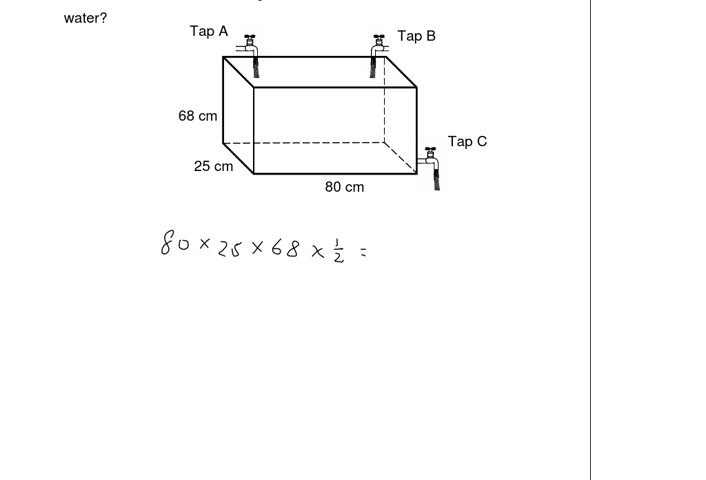 water?
Tap A
Tap B
68 cm
Tap C
25 cm
80 cm
80 × 25 × 68 × 1/2 =